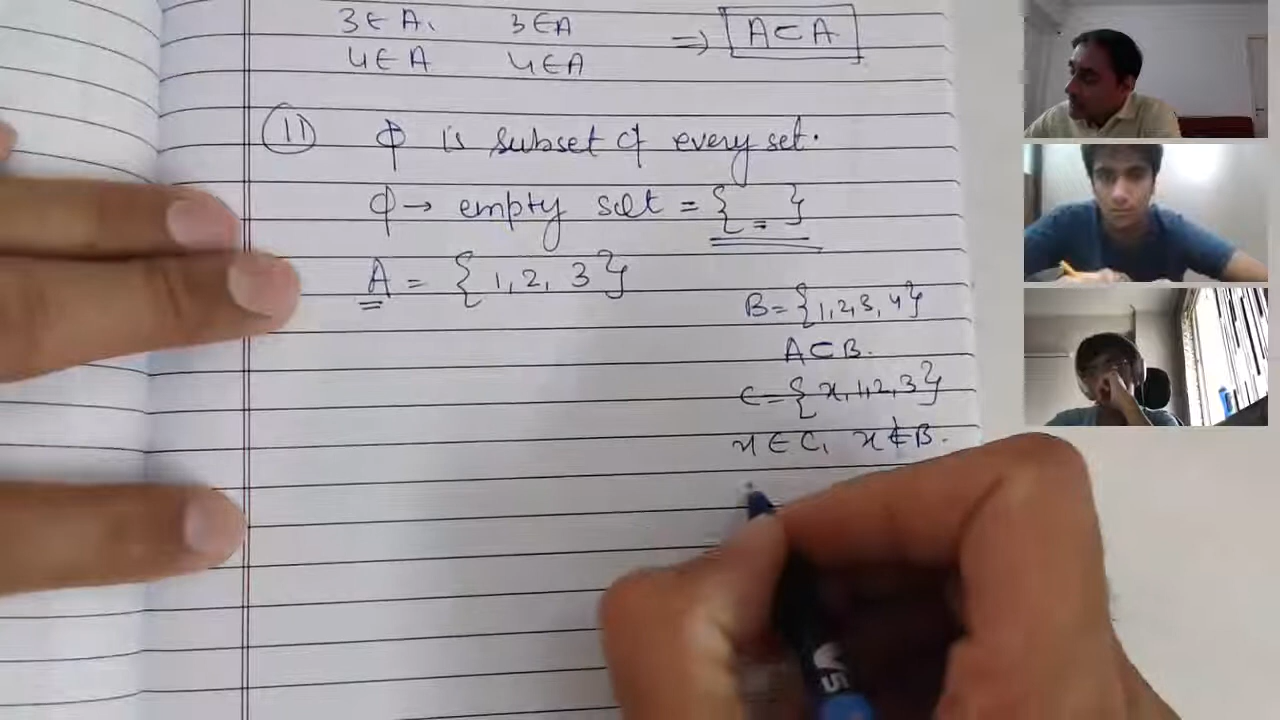 3 ∈ A, 3 ∈ A
4 ∈ A 4 ∈ A ⇒ A ⊂ A
(11) ϕ is subset of every set.
ϕ → empty set = { = }
A = { 1, 2, 3 }
B = {1, 2, 3, 4}
A ⊂ B.
C = { x, 1, 2, 3 }
x ∈ C, x ∉ B.
V5